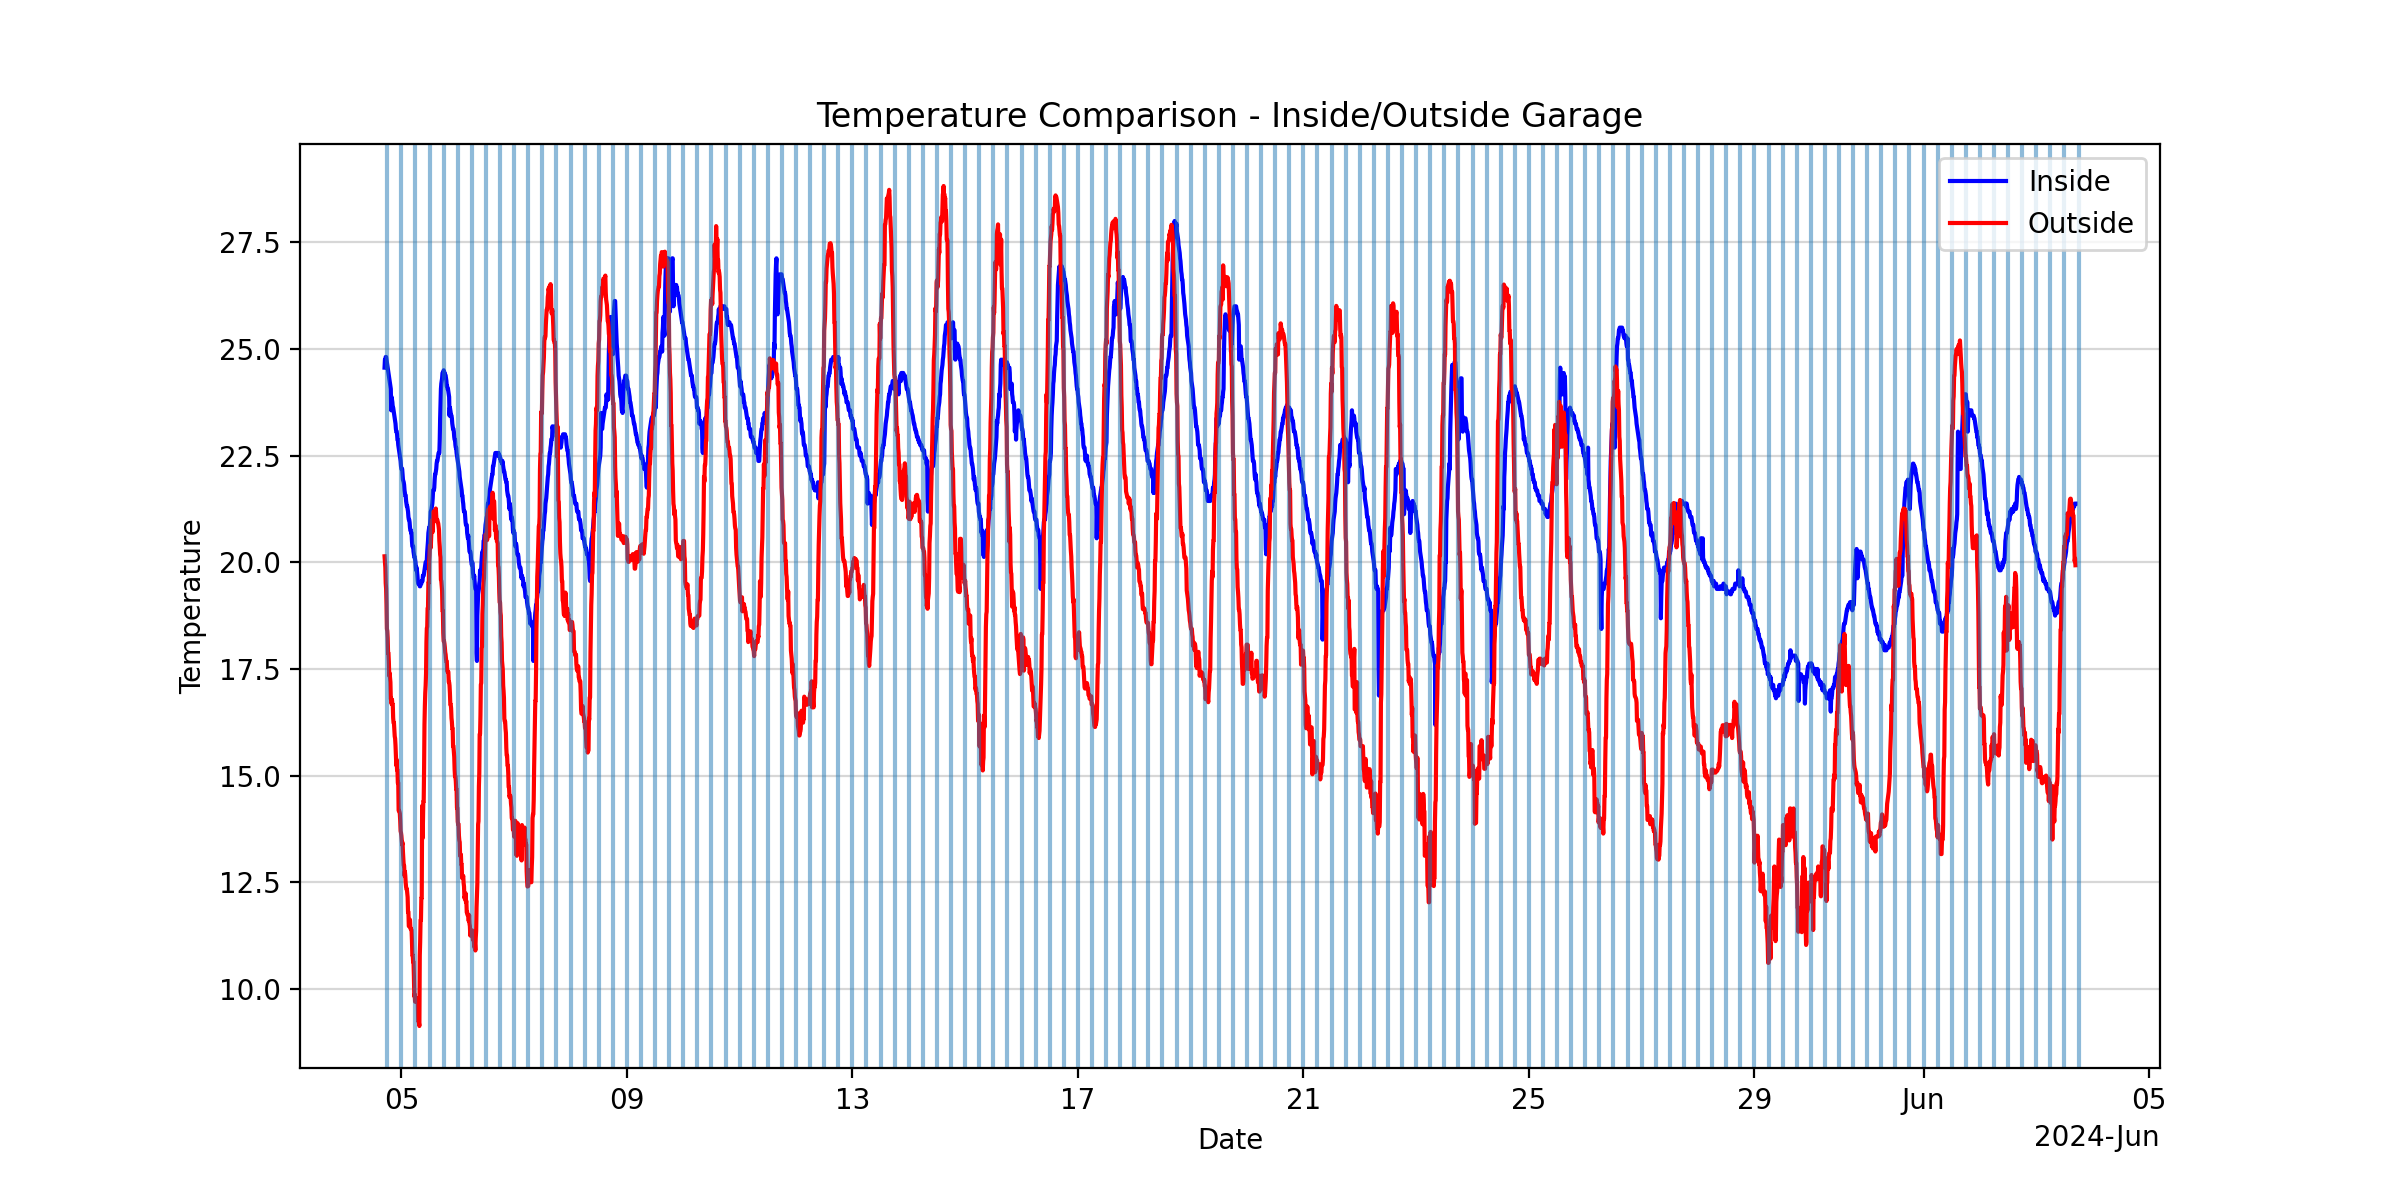 Temperature Comparison - Inside/Outside Garage
Inside
Outside
27.5
25.0
22.5
20.0
17.5
15.0
12.5
10.0
Temperature
05
09
13
17
21
25
29
Jun
05
Date
2024-Jun